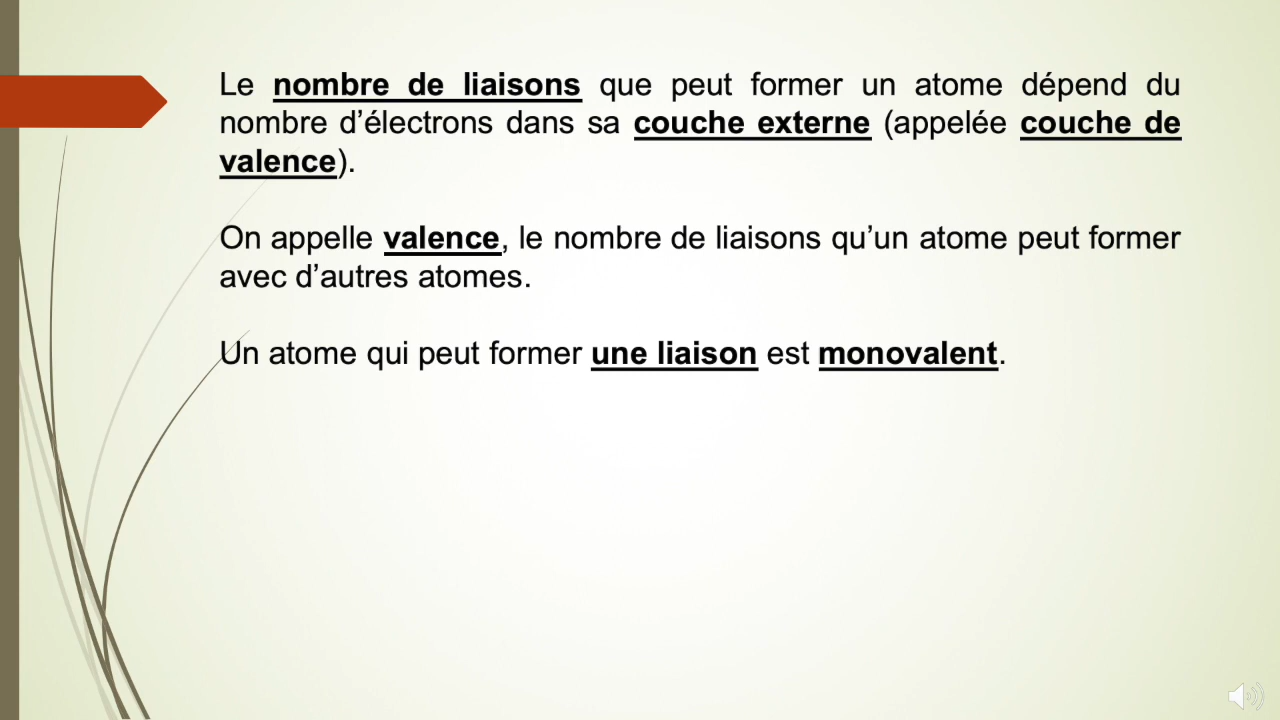 Le nombre de liaisons que peut former un atome dépend du
nombre d’électrons dans sa couche externe (appelée couche de
valence).
On appelle valence, le nombre de liaisons qu’un atome peut former
avec d’autres atomes.
Un atome qui peut former une liaison est monovalent.